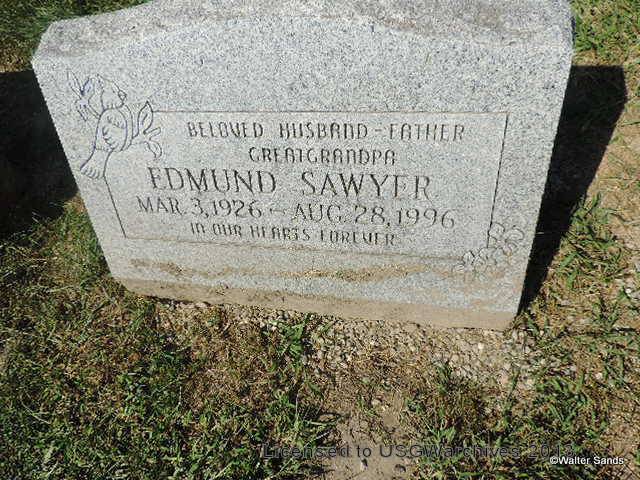 BELOVED HUSBAND - FATHER
GREATGRANDPA
EDMUND SAWYER
MAR. 3, 1926 - AUG. 28, 1996
IN OUR HEARTS FOREVER
Licensed to USGWarchives
©Walter Sands